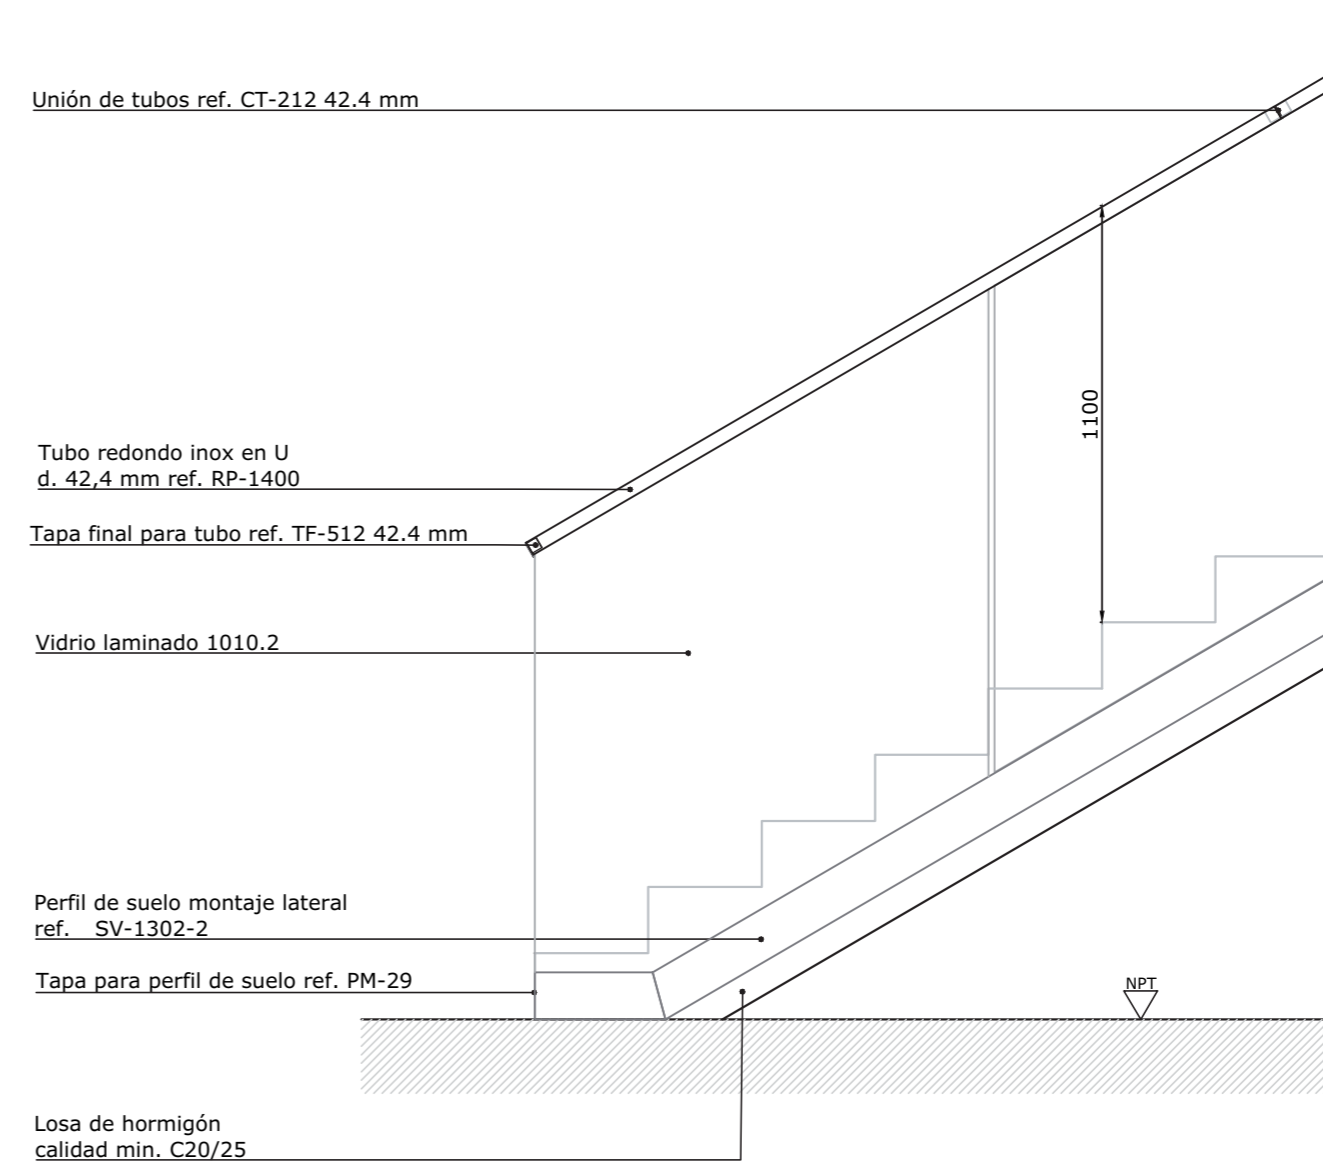 Unión de tubos ref. CT-212 42.4 mm
1100
Tubo redondo inox en U
d. 42,4 mm ref. RP-1400
Tapa final para tubo ref. TF-512 42.4 mm
Vidrio laminado 1010.2
Perfil de suelo montaje lateral
ref. SV-1302-2
Tapa para perfil de suelo ref. PM-29
NPT
Losa de hormigón
calidad min. C20/25